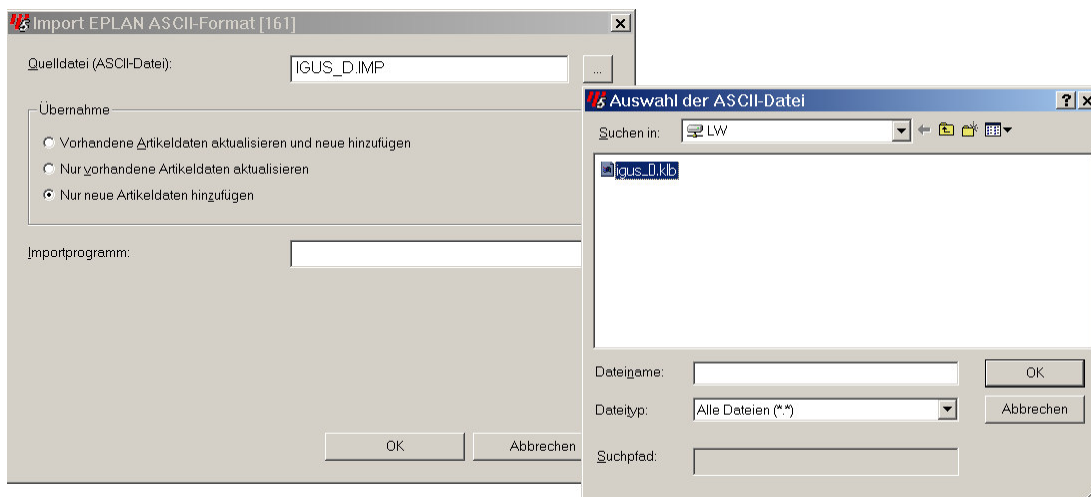 Import EPLAN ASCII-Format [161]
Quelldatei (ASCII-Datei):
IGUS_D.IMP
...
Übernahme
Vorhandene Artikeldaten aktualisieren und neue hinzufügen
Nur vorhandene Artikeldaten aktualisieren
Nur neue Artikeldaten hinzufügen
Importprogramm:
OK
Abbrechen
Auswahl der ASCII-Datei
Suchen in:
LW
igus_D.klb
Dateiname:
OK
Dateityp:
Alle Dateien (*.*)
Abbrechen
Suchpfad: